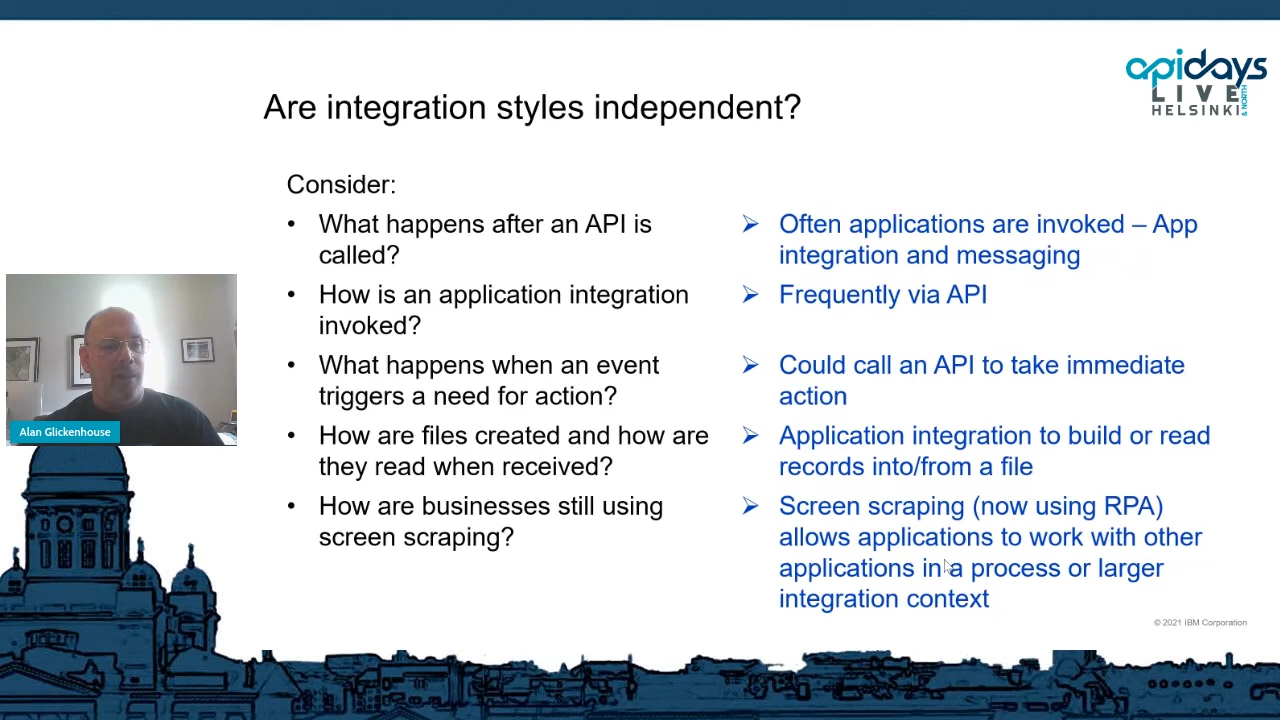 apidays
LIVE
HELSINKI
& NORTH
Are integration styles independent?
Consider:
• What happens after an API is
called?
➢ Often applications are invoked – App
integration and messaging
• How is an application integration
invoked?
➢ Frequently via API
• What happens when an event
triggers a need for action?
➢ Could call an API to take immediate
action
• How are files created and how are
they read when received?
➢ Application integration to build or read
records into/from a file
• How are businesses still using
screen scraping?
➢ Screen scraping (now using RPA)
allows applications to work with other
applications in a process or larger
integration context
Alan Glickenhouse
© 2021 IBM Corporation